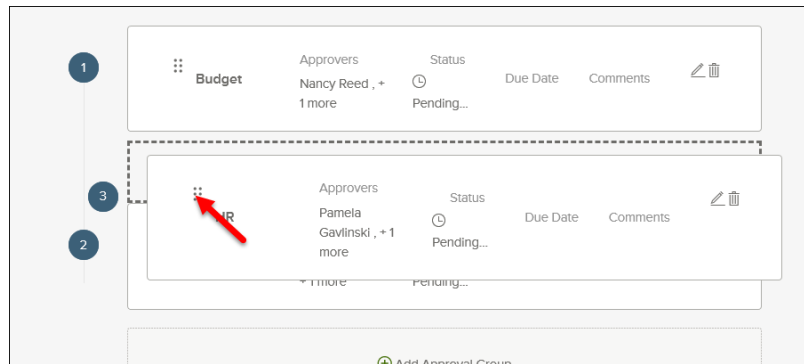 1
Budget
Approvers
Nancy Reed , +
1 more
Status
Pending...
Due Date
Comments
3
HR
Approvers
Pamela
Gavlinski , + 1
more
Status
Pending...
Due Date
Comments
2
+ 1 more
Pending...
Add Approval Group